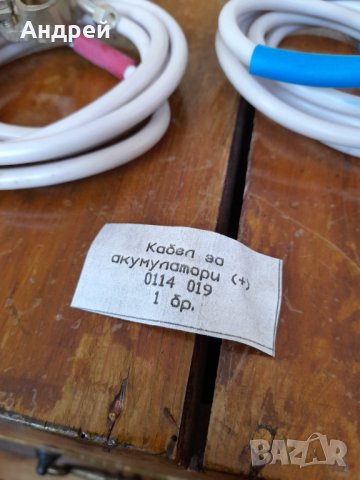 Андрей
Кабел за
акумулатори (+)
0114 019
1 бр.
BAZAR